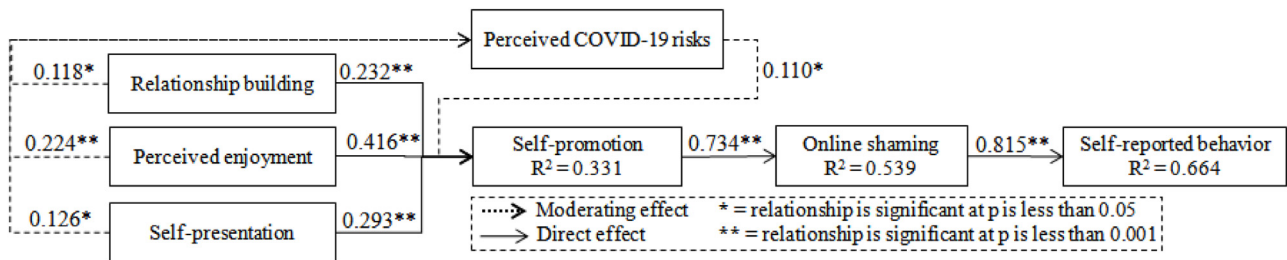 Perceived COVID-19 risks
0.118*
Relationship building
0.232**
0.110*
0.224**
Perceived enjoyment
0.416**
Self-promotion
R² = 0.331
0.734**
Online shaming
R² = 0.539
0.815**
Self-reported behavior
R² = 0.664
0.126*
Self-presentation
0.293**
Moderating effect * = relationship is significant at p is less than 0.05
Direct effect ** = relationship is significant at p is less than 0.001